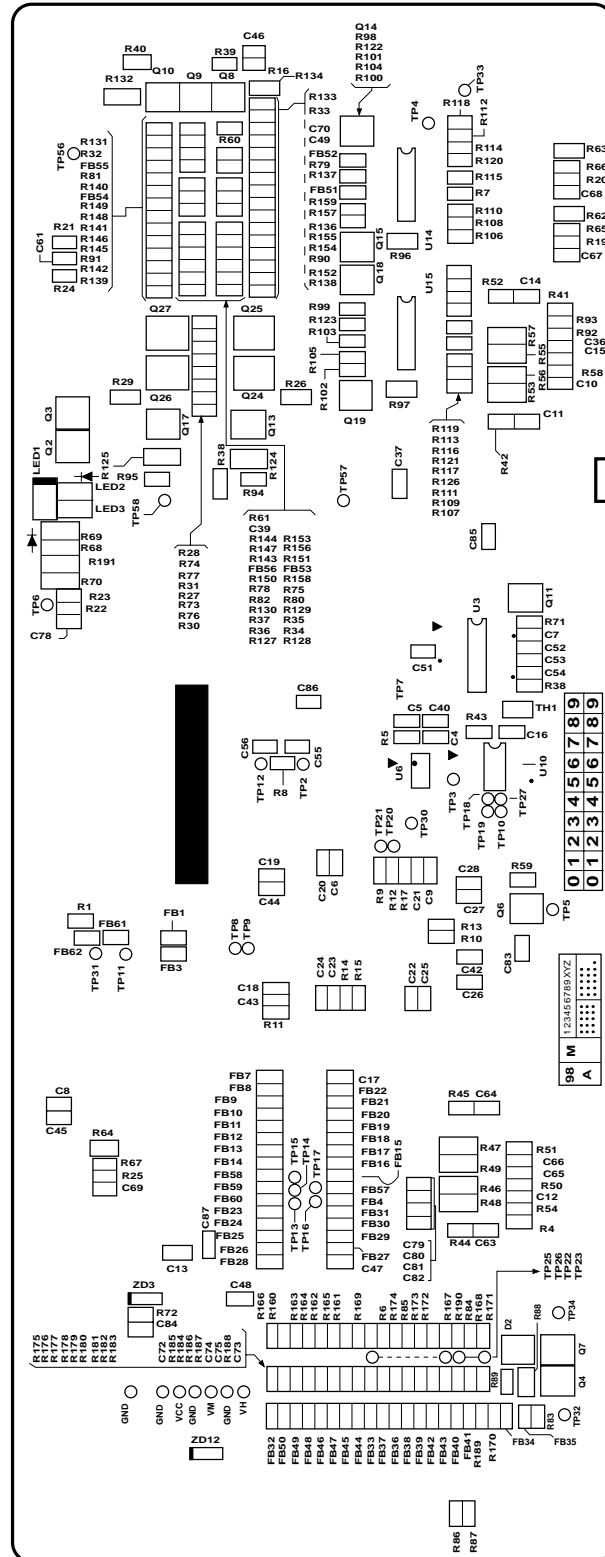 R40
Q10
Q9
Q8
R39
C46
R132
R16
R134
R133
R33
Q14
R98
R122
R101
R104
R100
TP4
TP33
R118
R112
C70
C49
FB52
R79
R137
FB51
R159
R157
R136
R155
R154
R90
R152
R138
R60
TP56
R131
R32
FB55
R81
R140
FB54
R149
R148
R141
R146
R145
R91
R142
R139
R21
C61
R24
R114
R120
R115
R7
R110
R108
R106
R63
R66
R20
C68
R62
R65
R19
C67
Q15
Q18
R96
U14
U15
R52
C14
R41
R93
R92
C36
C15
R58
C10
R57
R55
R56
R53
R99
R123
R103
R105
R102
Q19
R97
Q27
Q25
Q26
Q24
R29
R26
Q17
Q13
Q3
Q2
LED1
R125
R95
LED2
LED3
TP58
R38
R124
R94
TP57
C37
R119
R113
R116
R121
R117
R126
R111
R109
R107
C11
R42
C85
R69
R68
R191
R70
TP6
R23
R22
C78
R28
R74
R77
R31
R27
R73
R76
R30
R61
C39
R144
R147
R143
FB56
R150
R78
R82
R130
R37
R36
R127
R153
R156
R151
FB53
R158
R75
R80
R129
R35
R34
R128
U3
Q11
R71
C7
C52
C53
C54
R38
C51
TP7
C86
C5
C40
R5
C4
R43
TH1
C16
C56
C55
TP12
R8
TP2
U6
TP3
U10
TP18
TP19
TP10
TP27
TP21
TP20
TP30
0 1 2 3 4 5 6 7 8 9
0 1 2 3 4 5 6 7 8 9
C19
C44
C20
C6
R9
R12
R17
C21
C9
C28
C27
R59
Q6
TP5
R1
FB61
FB62
TP31
TP11
FB1
FB3
TP8
TP9
R13
R10
C42
C26
C83
C24
C23
R14
R15
C22
C25
C18
C43
R11
98 M 123456789XYZ
A
C8
C45
R64
R67
R25
C69
FB7
FB8
FB9
FB10
FB11
FB12
FB13
FB14
FB58
FB59
FB60
FB23
FB24
FB25
FB26
FB28
C17
FB22
FB21
FB20
FB19
FB18
FB17
FB16
FB15
FB57
FB4
FB31
FB30
FB29
FB27
C47
TP15
TP14
TP17
TP13
TP16
R45
C64
R47
R49
R46
R48
R44
C63
R51
C66
C65
R50
C12
R54
R4
C79
C80
C81
C82
C87
C13
ZD3
C48
R72
C84
TP25
TP26
TP22
TP23
R166
R160
R163
R164
R162
R165
R161
R169
R6
R174
R85
R173
R172
R167
R190
R84
R168
R171
R175
R176
R177
R178
R179
R180
R181
R182
R183
C72
R185
R184
R186
R187
C74
C75
R188
C73
D2
R88
TP34
Q7
Q4
R89
R83
TP32
GND
GND
VCC
GND
VM
GND
VH
ZD12
FB32
FB50
FB49
FB48
FB46
FB47
FB45
FB44
FB33
FB37
FB36
FB38
FB39
FB42
FB43
FB40
FB41
R189
R170
FB34
FB35
R86
R87